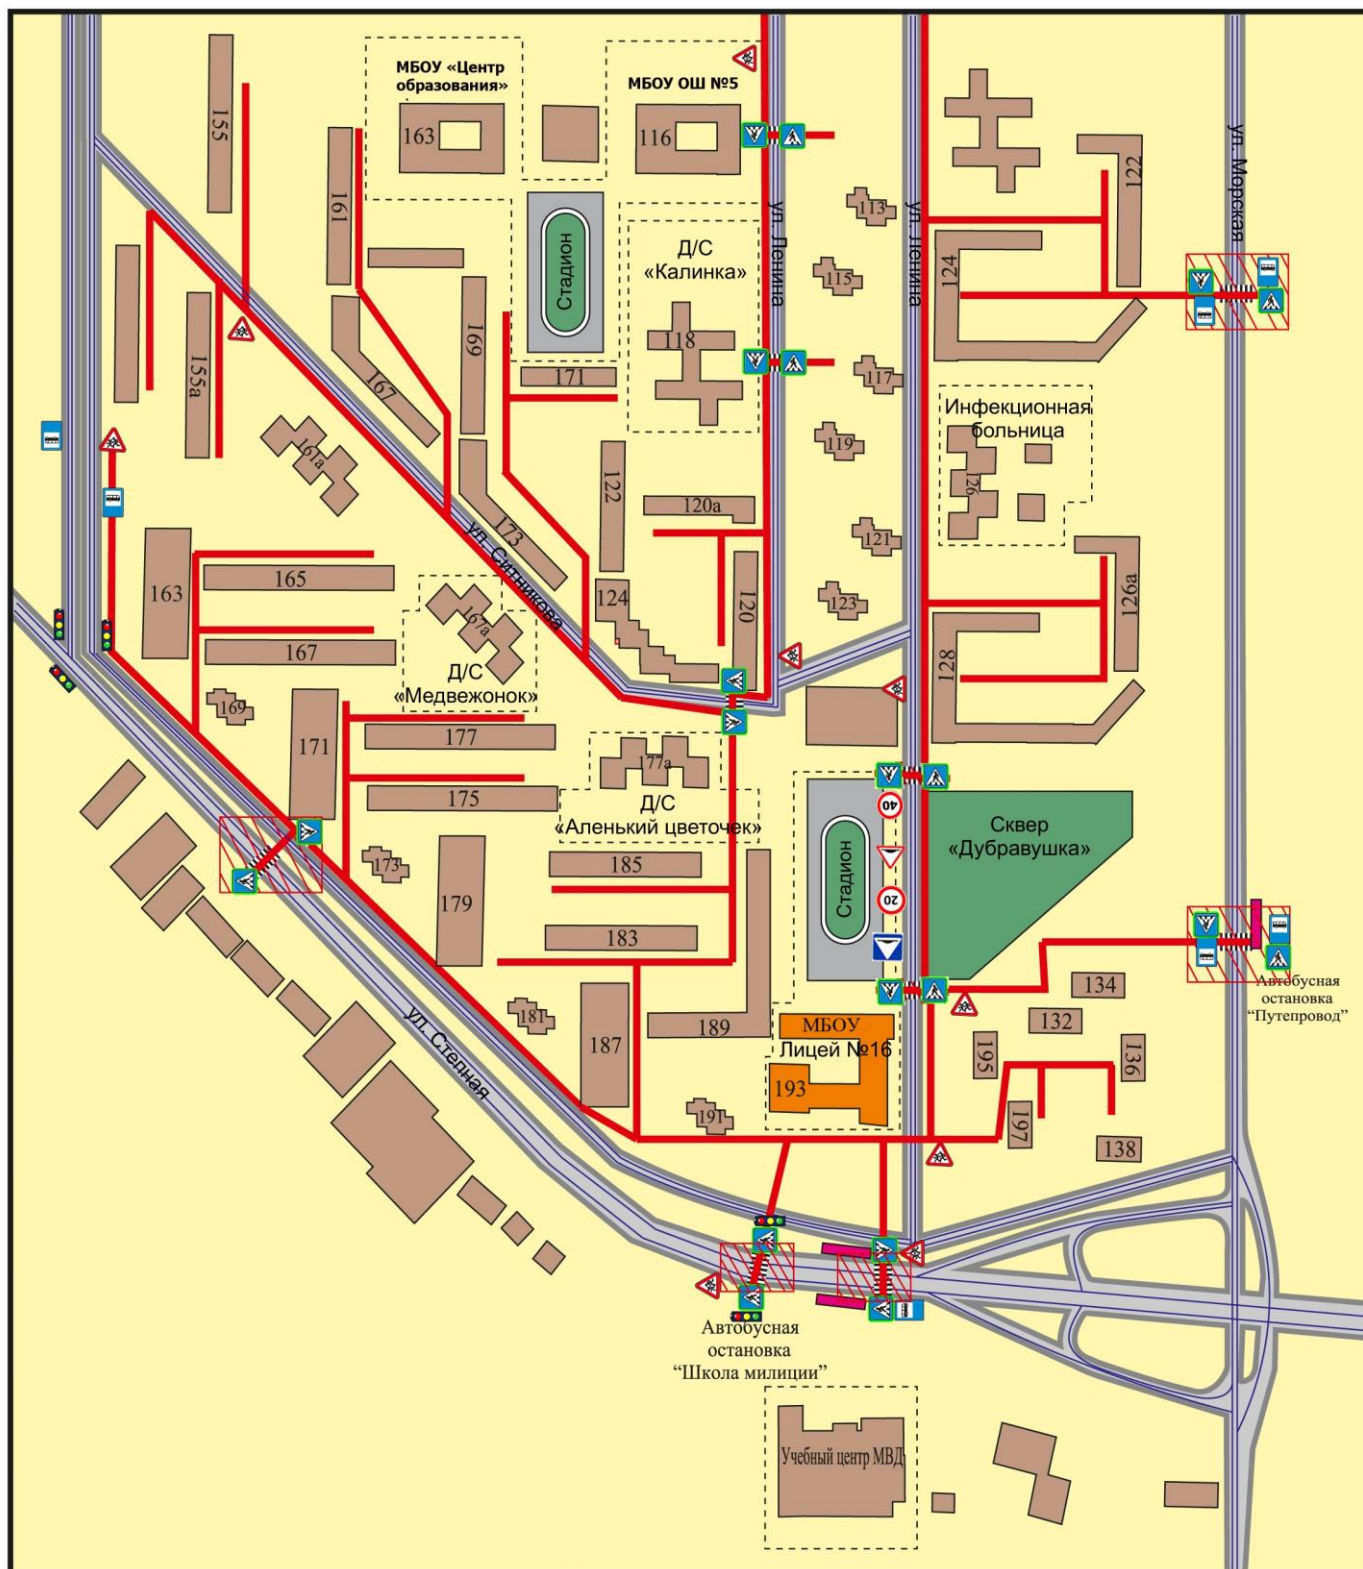 МБОУ «Центр
образования»
163
МБОУ ОШ №5
116
155
161
122
113
ул. Ленина
ул. Ленина
ул. Морская
Стадион
Д/С
«Калинка»
124
115
118
155а
169
167
171
117
Инфекционная
больница
119
161а
122
126
120а
121
173
ул. Ситникова
163
165
124
120
123
126а
167а
167
128
Д/С
«Медвежонок»
169
171
177
177а
175
Д/С
«Аленький цветочек»
40
Сквер
«Дубравушка»
173
185
Стадион
179
20
183
134
Автобусная
остановка
“Путепровод”
181
187
189
132
ул. Степная
МБОУ
Лицей №16
193
195
136
191
197
138
Автобусная
остановка
“Школа милиции”
Учебный центр МВД